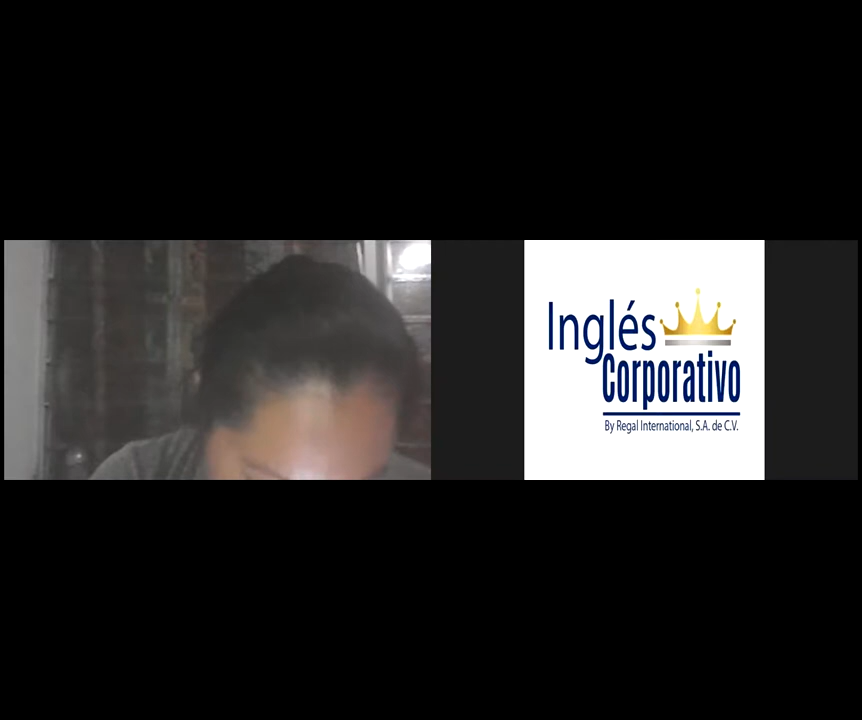 Inglés
Corporativo
By Regal International, S.A. de C.V.